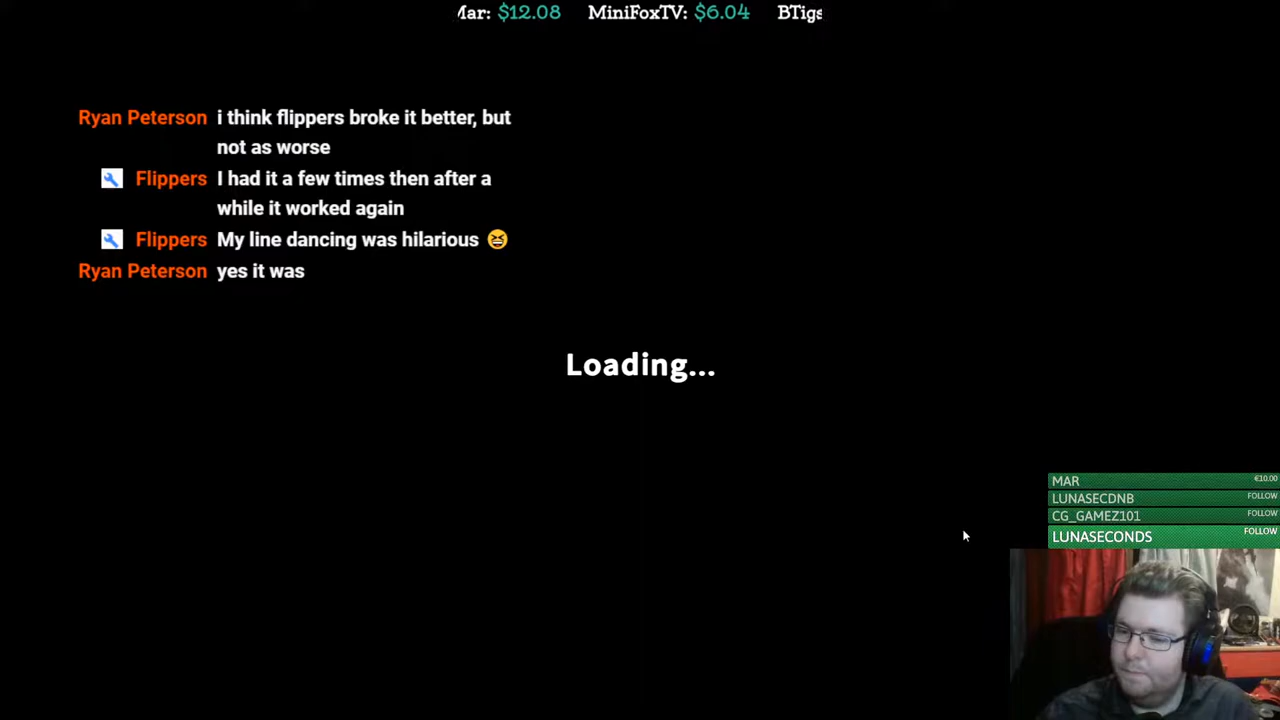 Mar: $12.08 MiniFoxTV: $6.04 BTigs
Ryan Peterson i think flippers broke it better, but
not as worse
Flippers I had it a few times then after a
while it worked again
Flippers My line dancing was hilarious 😆
Ryan Peterson yes it was
Loading...
MAR €10.00
LUNASECDNB FOLLOW
CG_GAMEZ101 FOLLOW
LUNASECONDS FOLLOW